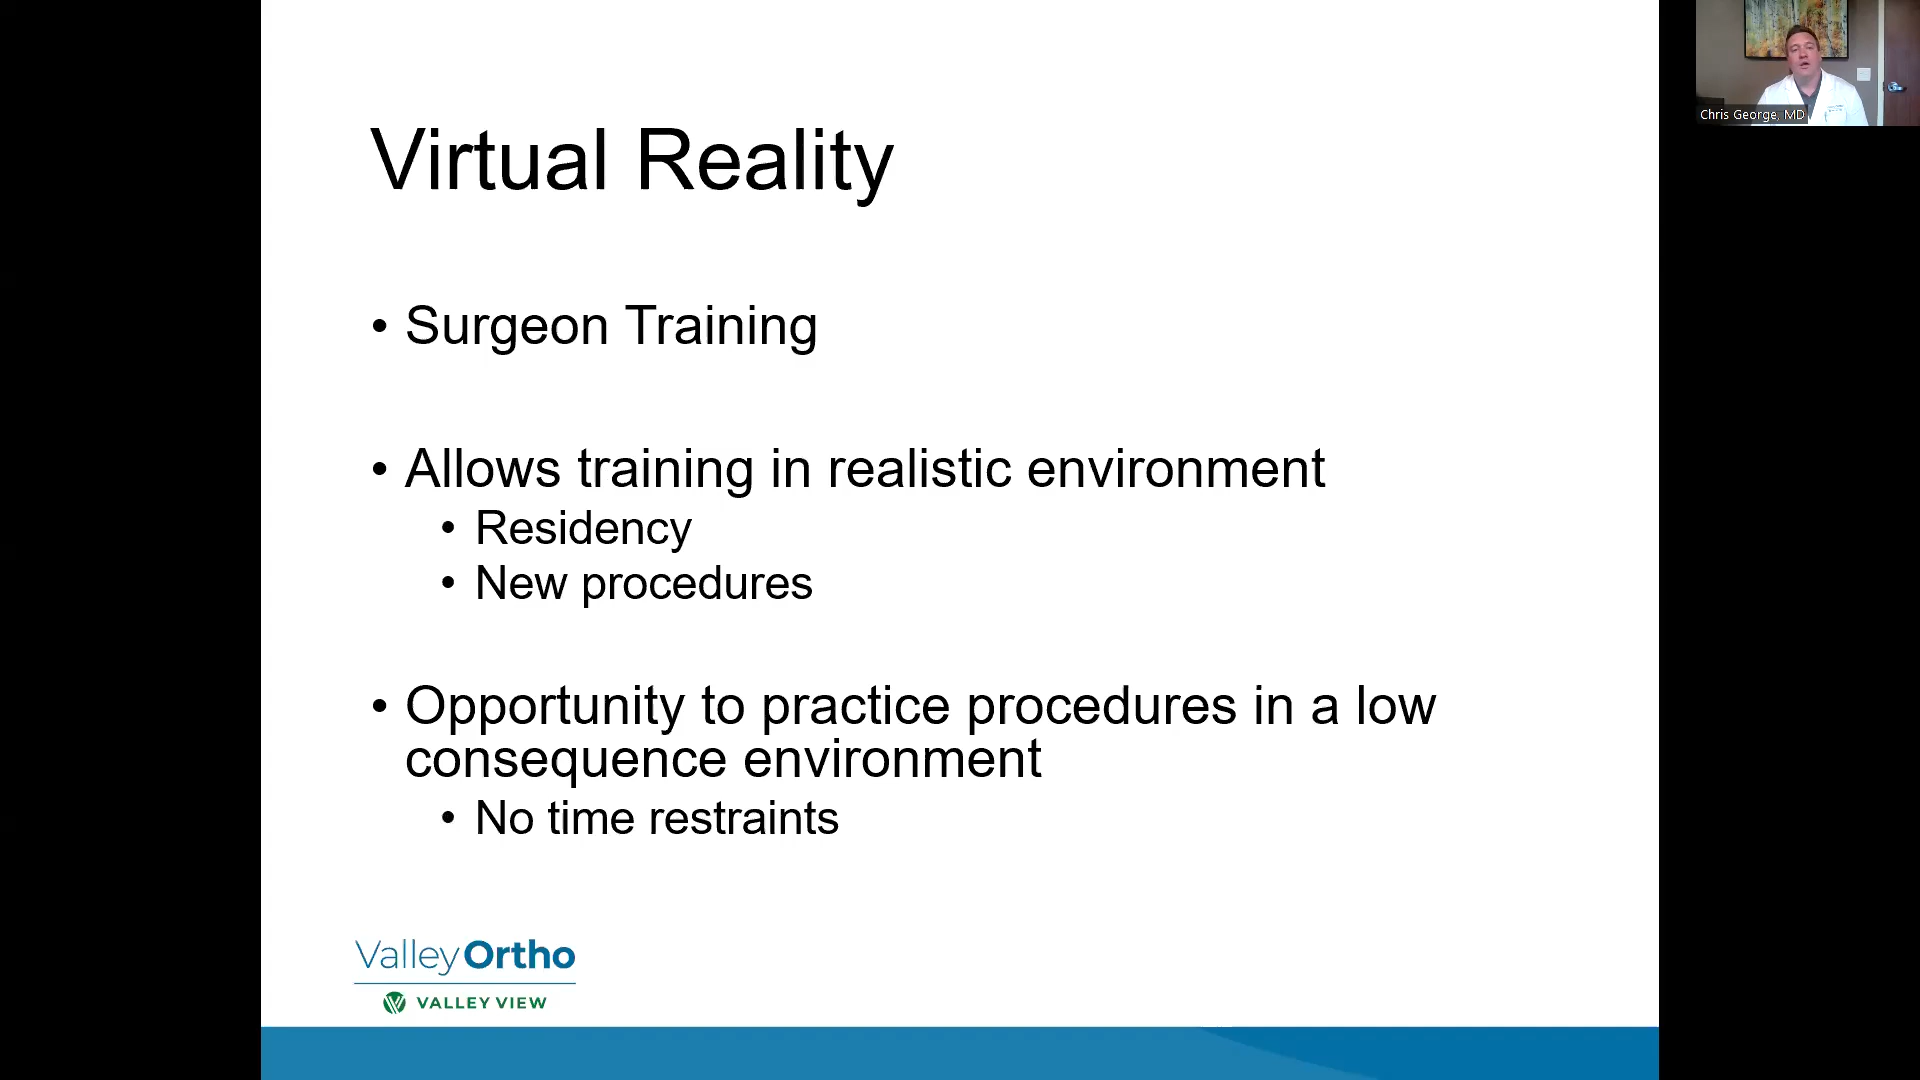 Virtual Reality
• Surgeon Training
• Allows training in realistic environment
• Residency
• New procedures
• Opportunity to practice procedures in a low
consequence environment
• No time restraints
ValleyOrtho
VALLEY VIEW
Chris George, MD